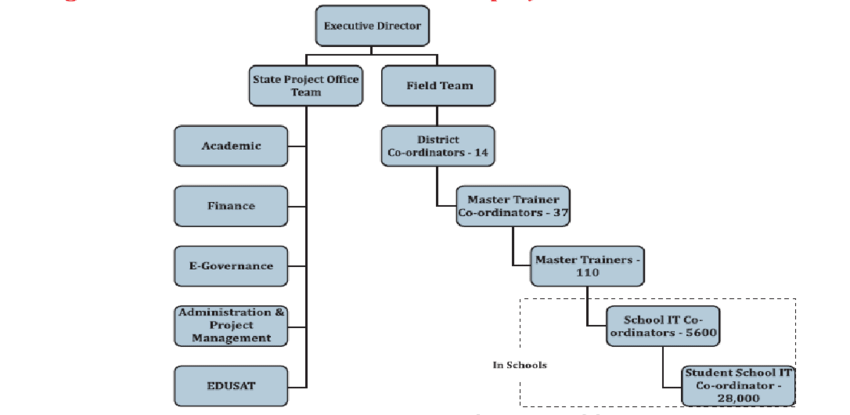 Executive Director
State Project Office
Team
Field Team
Academic
District
Co-ordinators - 14
Finance
Master Trainer
Co-ordinators - 37
E-Governance
Master Trainers -
110
Administration &
Project
Management
School IT Co-
ordinators - 5600
In Schools
EDUSAT
Student School IT
Co-ordinator -
28,000